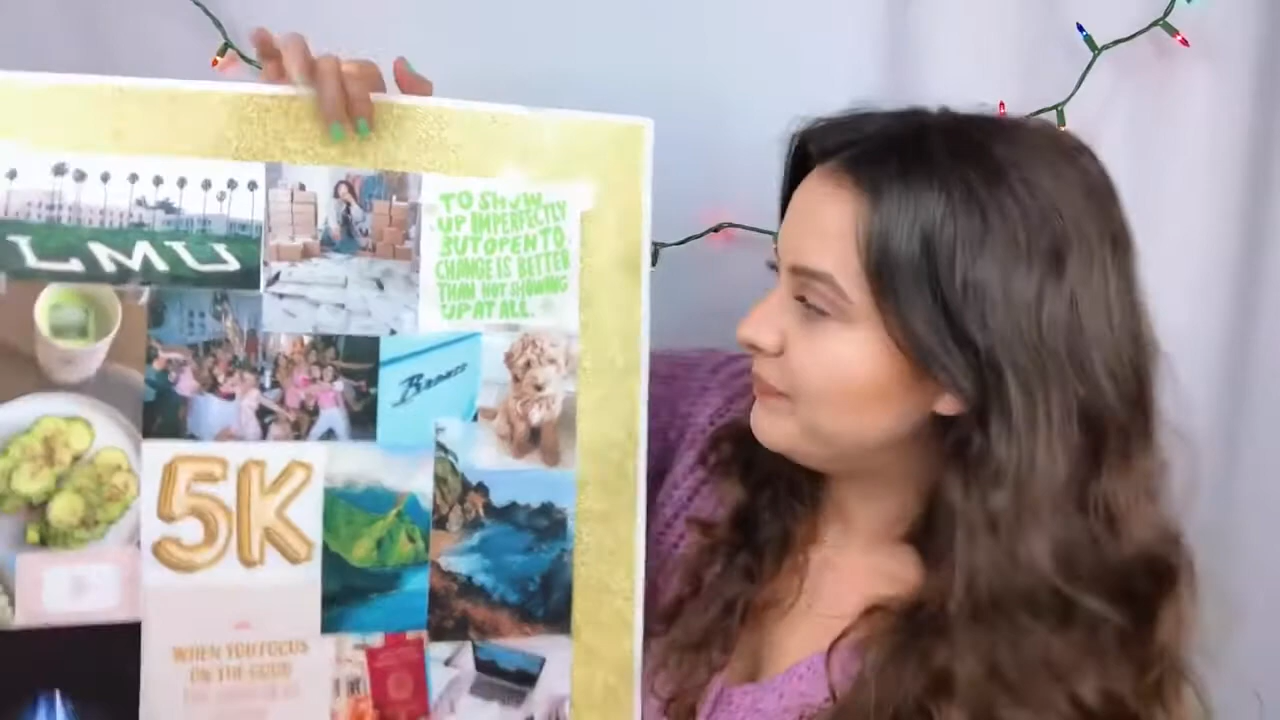 LMU
TO SHOW
UP IMPERFECTLY
BUT OPEN TO
CHANGE IS BETTER
THAN NOT SHOWING
UP AT ALL.
Bronco
5K
WHEN YOU FOCUS
ON THE GOOD